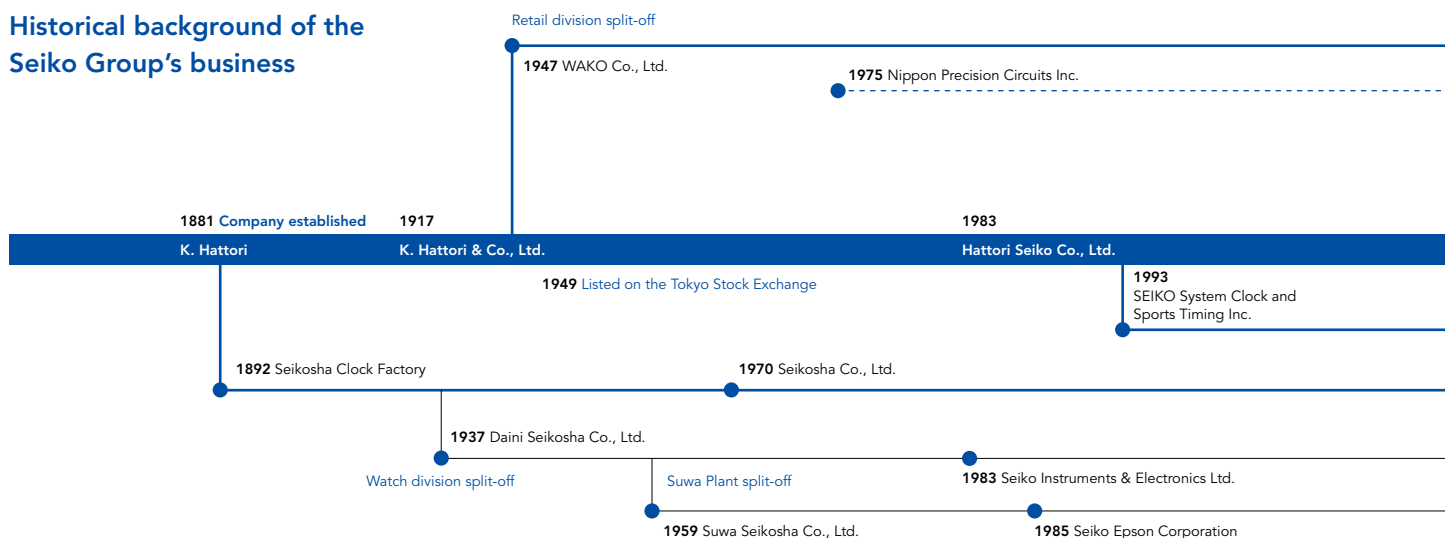 Historical background of the
Seiko Group's business
Retail division split-off
1947 WAKO Co., Ltd.
1975 Nippon Precision Circuits Inc.
1881 Company established
1917
1983
K. Hattori
K. Hattori & Co., Ltd.
Hattori Seiko Co., Ltd.
1949 Listed on the Tokyo Stock Exchange
1993
SEIKO System Clock and
Sports Timing Inc.
1892 Seikosha Clock Factory
1970 Seikosha Co., Ltd.
1937 Daini Seikosha Co., Ltd.
Watch division split-off
Suwa Plant split-off
1983 Seiko Instruments & Electronics Ltd.
1959 Suwa Seikosha Co., Ltd.
1985 Seiko Epson Corporation